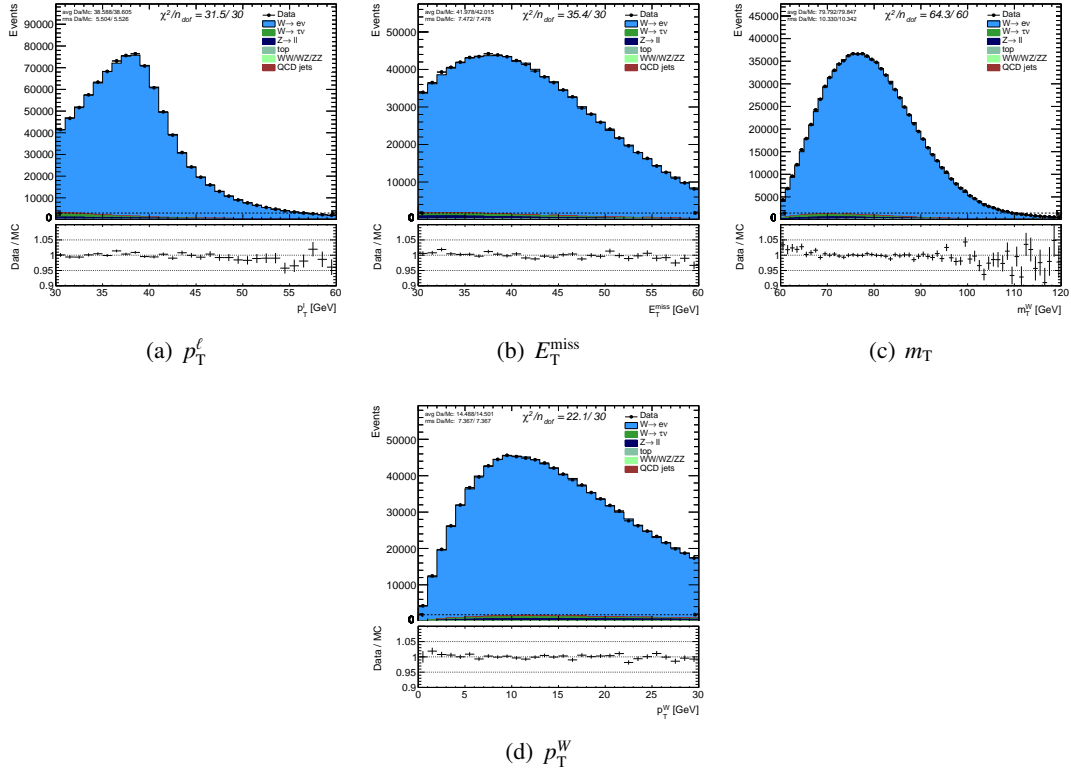 Events
avg Da/Mc: 38.588/38.605
rms Da/Mc: 5.504/ 5.526
χ²/n_dof = 31.5/ 30
Data
W→ eν
W→ τν
Z→ ll
top
WW/WZ/ZZ
QCD jets
90000
80000
70000
60000
50000
40000
30000
20000
10000
0
Data / MC
1.05
1
0.95
0.9
30 35 40 45 50 55 60
p_T^l [GeV]
(a) p_T^ℓ
Events
rms Da/Mc: 7.472/ 7.478
χ²/n_dof = 35.4/ 30
Data
W→ eν
W→ τν
Z→ ll
top
WW/WZ/ZZ
QCD jets
50000
40000
30000
20000
10000
0
Data / MC
1.05
1
0.95
0.9
30 35 40 45 50 55 60
E_T^miss [GeV]
(b) E_T^miss
Events
avg Da/Mc: 79.792/79.847
rms Da/Mc: 10.330/10.342
χ²/n_dof = 64.3/ 60
Data
W→ eν
W→ τν
Z→ ll
top
WW/WZ/ZZ
QCD jets
45000
40000
35000
30000
25000
20000
15000
10000
5000
0
Data / MC
1.05
1
0.95
0.9
60 70 80 90 100 110 120
m_T^W [GeV]
(c) m_T
Events
avg Da/Mc: 14.488/14.501
rms Da/Mc: 7.367/ 7.367
χ²/n_dof = 22.1/ 30
Data
W→ eν
W→ τν
Z→ ll
top
WW/WZ/ZZ
QCD jets
50000
40000
30000
20000
10000
0
Data / MC
1.05
1
0.95
0.9
0 5 10 15 20 25 30
p_T^W [GeV]
(d) p_T^W